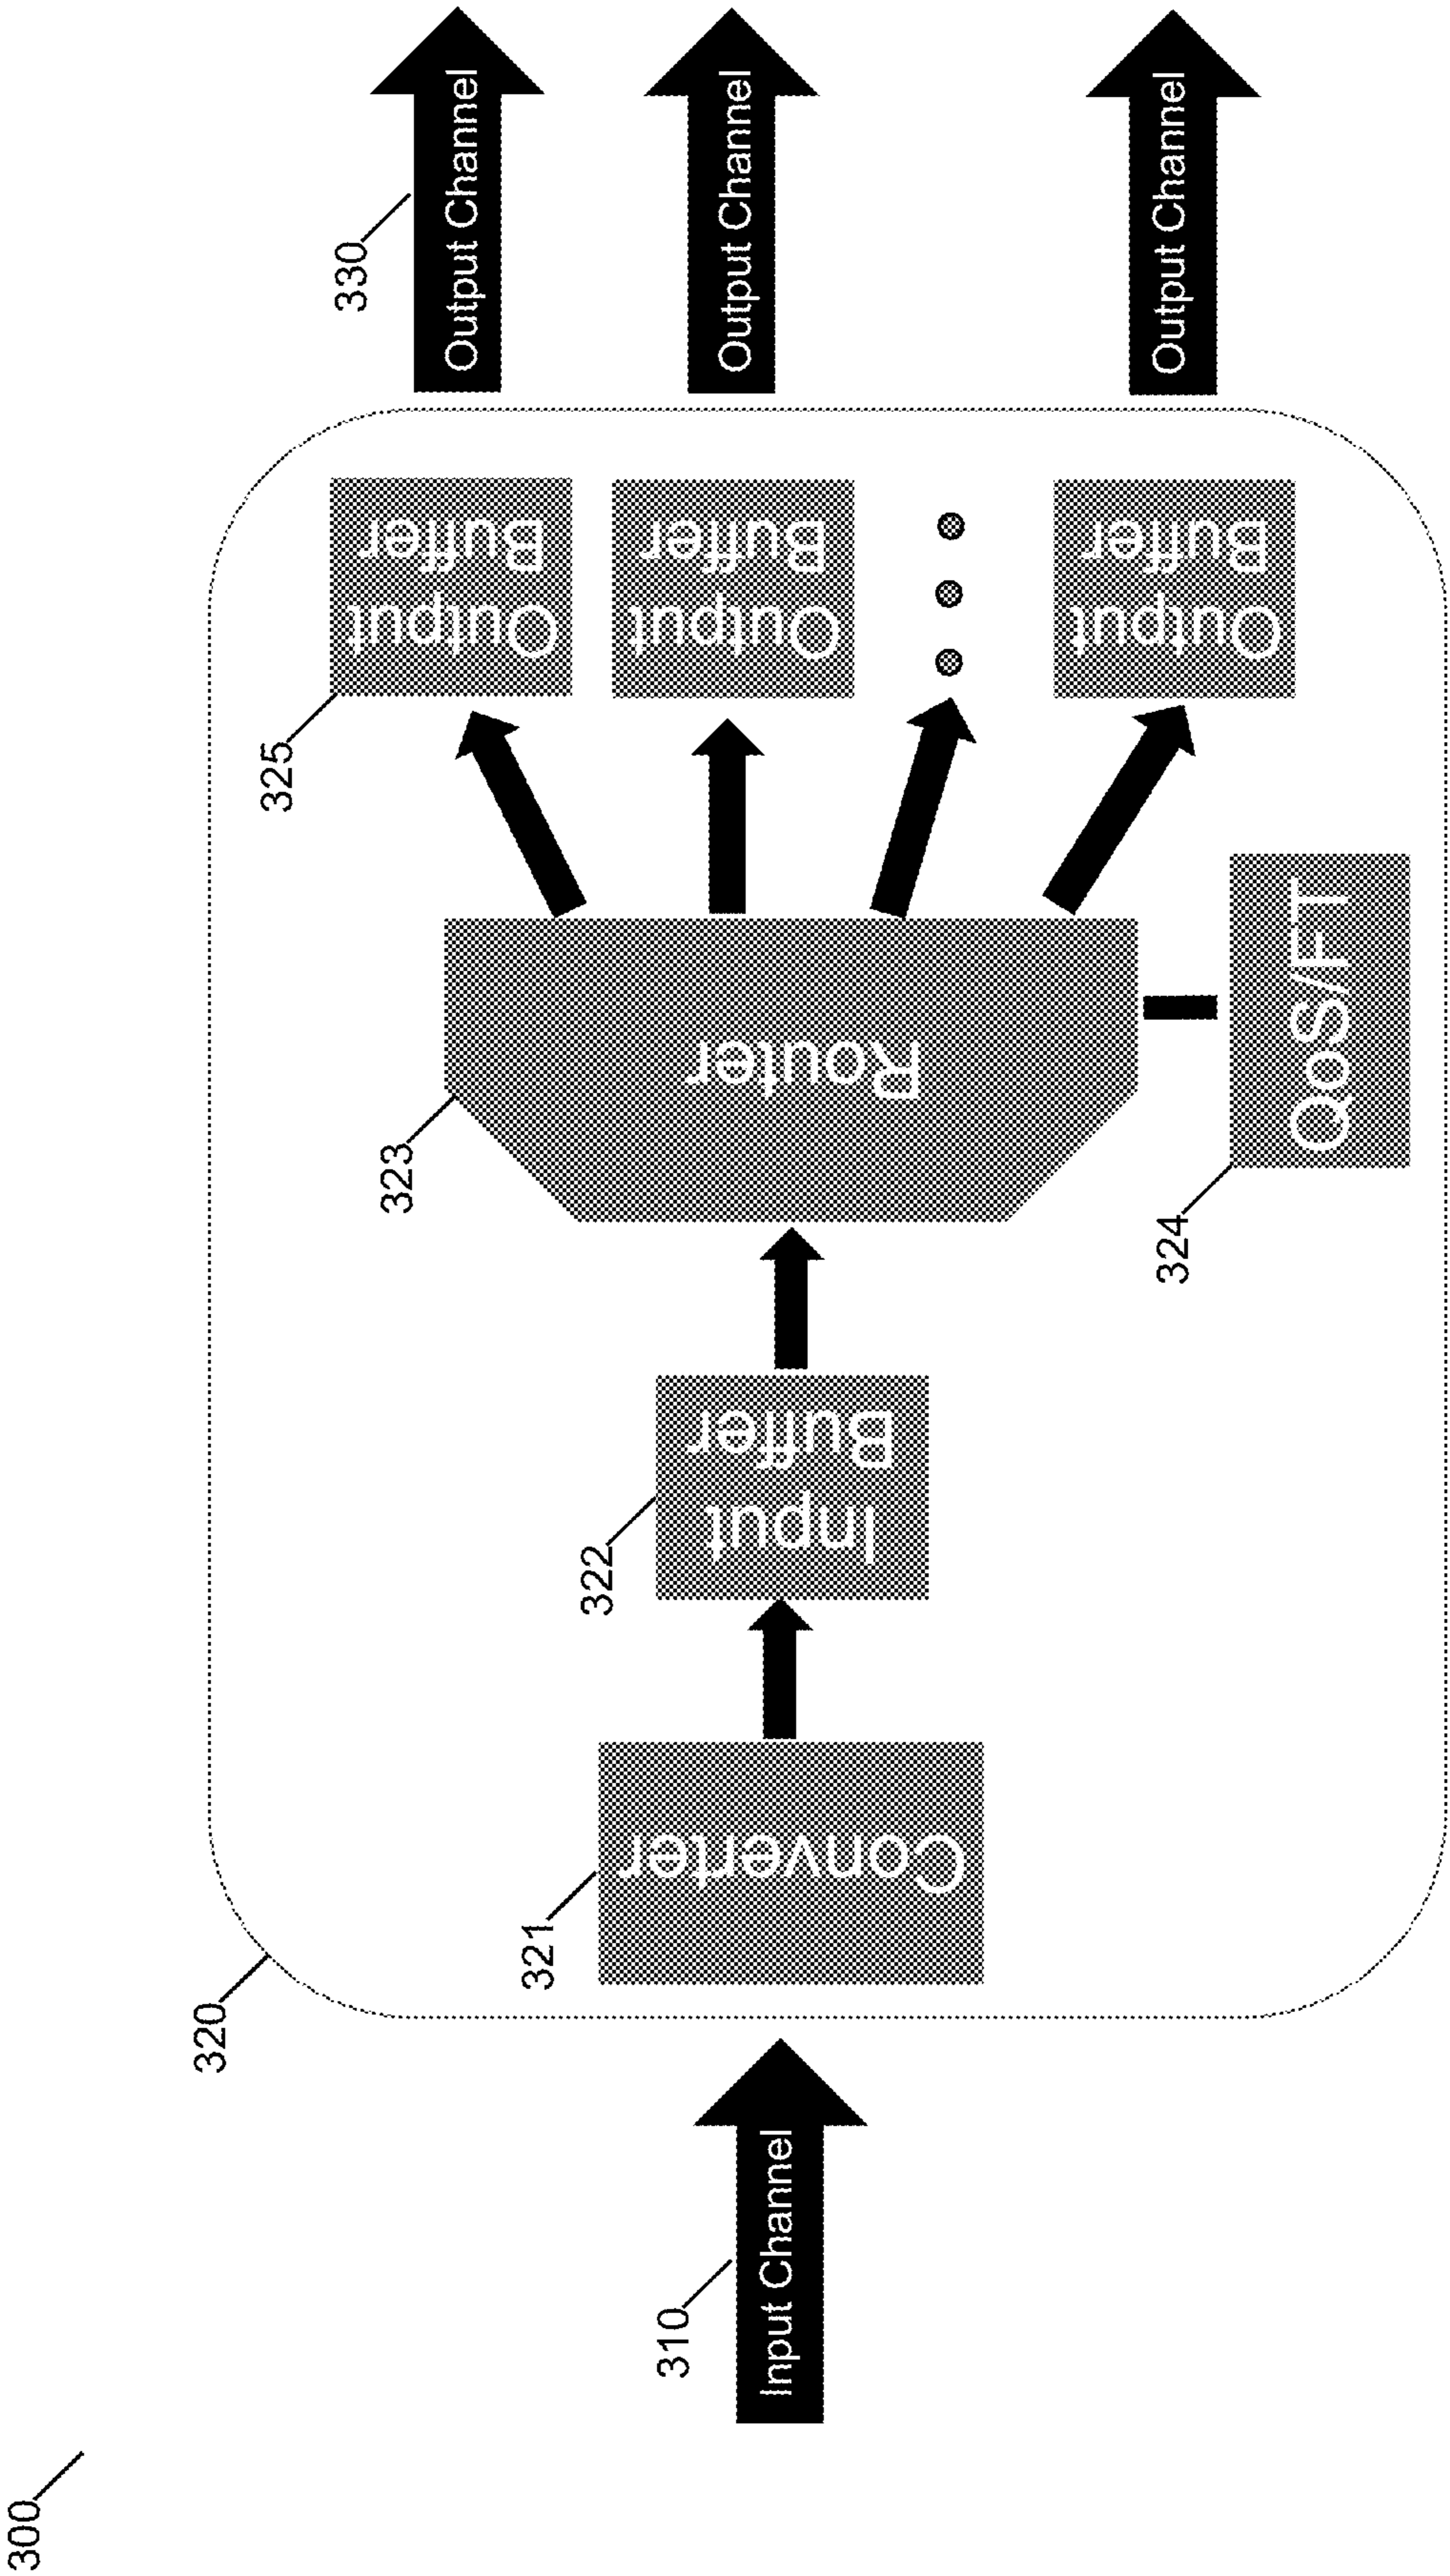 300
310
Input Channel
320
321
Converter
322
Input
Buffer
323
Router
324
QoS/FT
325
Output
Buffer
Output
Buffer
Output
Buffer
330
Output Channel
Output Channel
Output Channel